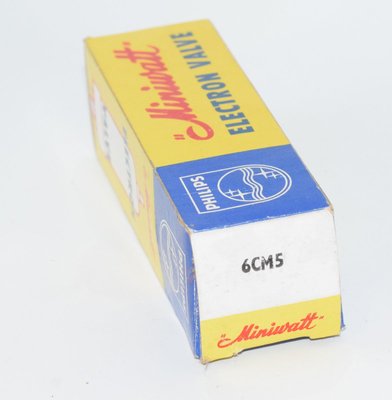 "Miniwatt"
ELECTRON VALVE
PHILIPS
6CM5
"Miniwatt"